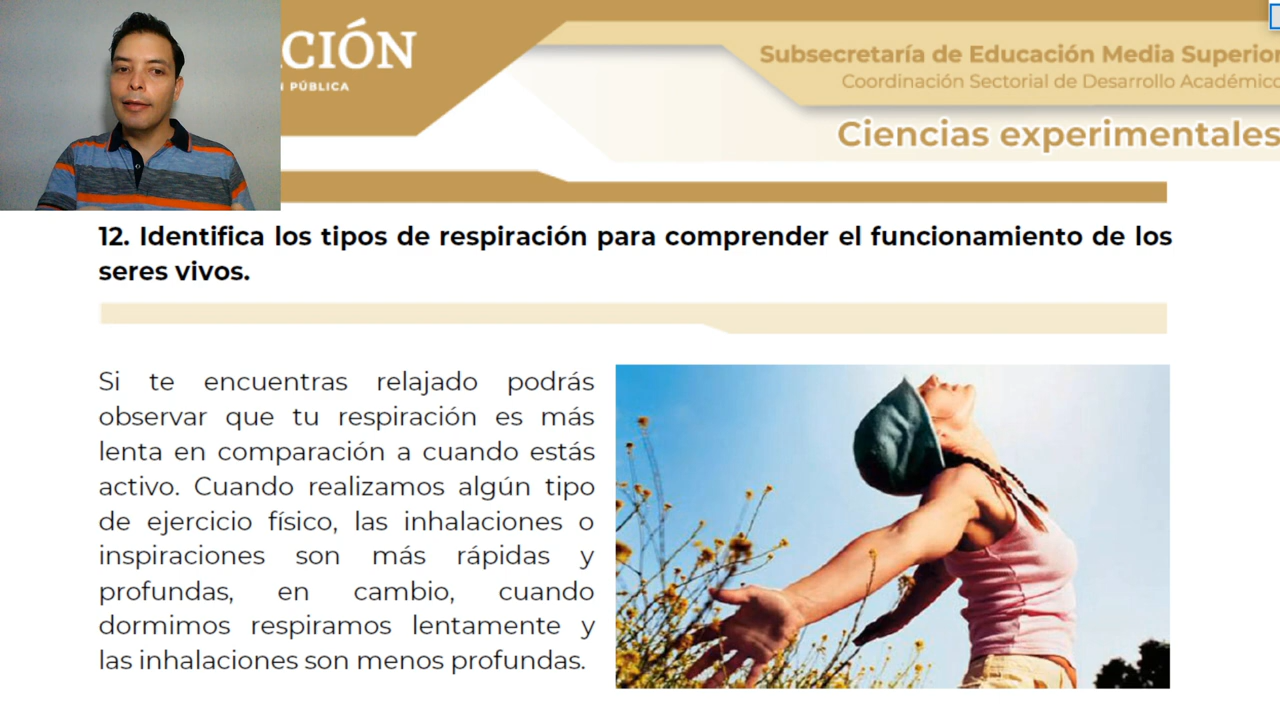 CIÓN
PÚBLICA
Subsecretaría de Educación Media Superior
Coordinación Sectorial de Desarrollo Académico
Ciencias experimentales
12. Identifica los tipos de respiración para comprender el funcionamiento de los
seres vivos.
Si te encuentras relajado podrás
observar que tu respiración es más
lenta en comparación a cuando estás
activo. Cuando realizamos algún tipo
de ejercicio físico, las inhalaciones o
inspiraciones son más rápidas y
profundas, en cambio, cuando
dormimos respiramos lentamente y
las inhalaciones son menos profundas.